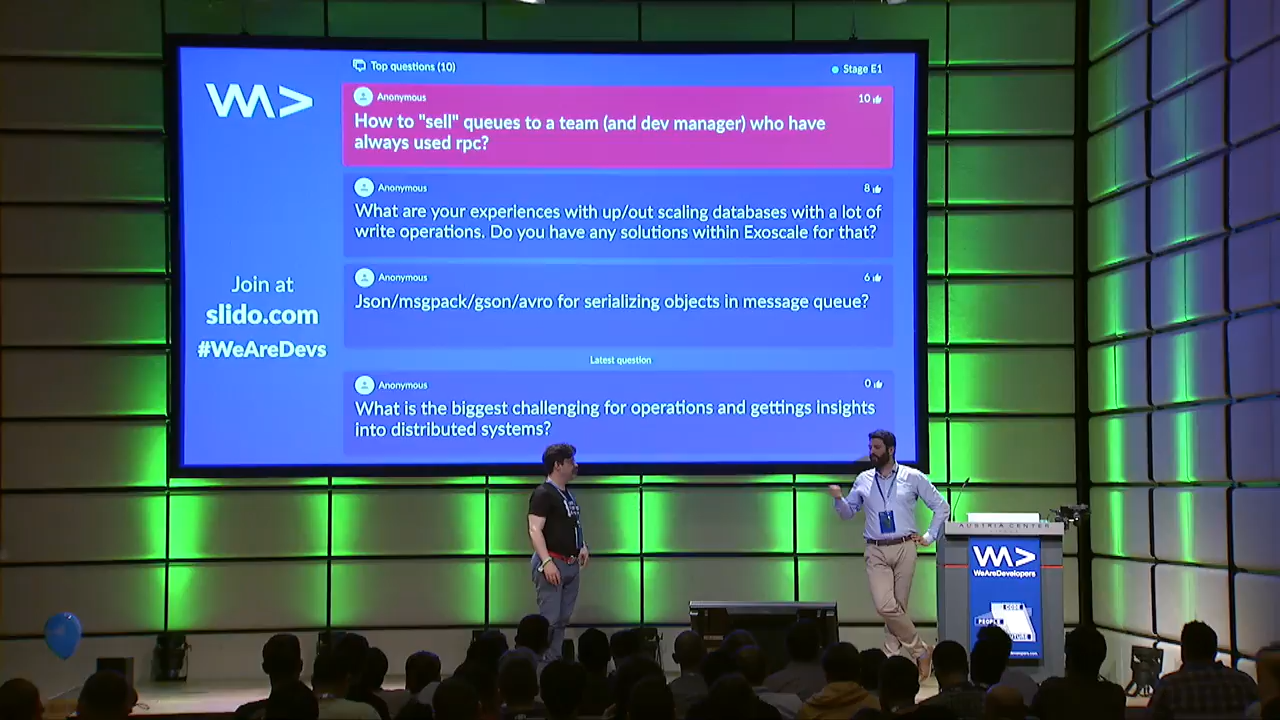 Top questions (10)
Stage E1
Anonymous
10
How to "sell" queues to a team (and dev manager) who have
always used rpc?
Anonymous
8
What are your experiences with up/out scaling databases with a lot of
write operations. Do you have any solutions within Exoscale for that?
Anonymous
6
Json/msgpack/gson/avro for serializing objects in message queue?
Latest question
Anonymous
0
What is the biggest challenging for operations and gettings insights
into distributed systems?
Join at
slido.com
#WeAreDevs
AUSTRIA CENTER
WeAreDevelopers
CODE
PEOPLE
FUTURE